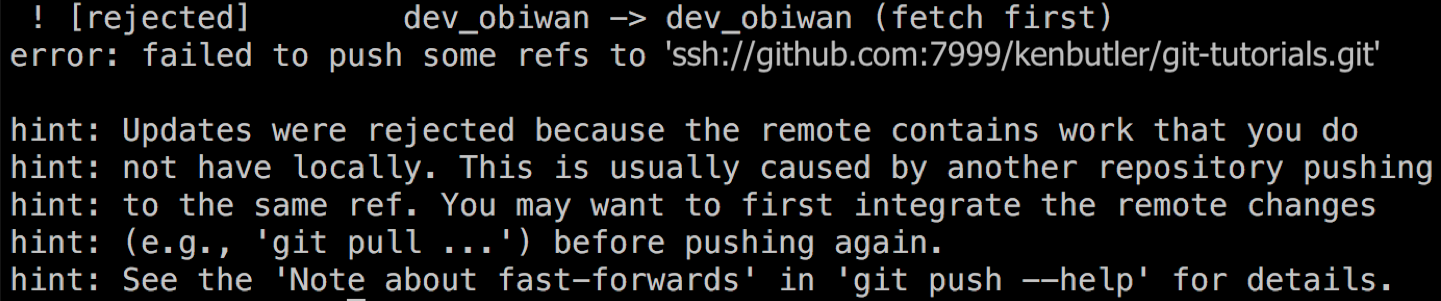 ! [rejected]        dev_obiwan -> dev_obiwan (fetch first)
error: failed to push some refs to 'ssh://github.com:7999/kenbutler/git-tutorials.git'
hint: Updates were rejected because the remote contains work that you do
hint: not have locally. This is usually caused by another repository pushing
hint: to the same ref. You may want to first integrate the remote changes
hint: (e.g., 'git pull ...') before pushing again.
hint: See the 'Note about fast-forwards' in 'git push --help' for details.